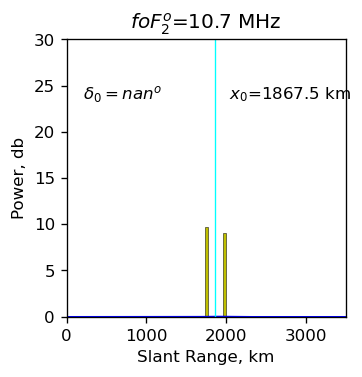 foF₂ᵒ=10.7 MHz
30
δ₀ = nanᵒ
x₀=1867.5 km
25
20
15
10
5
0
Power, db
0 1000 2000 3000
Slant Range, km